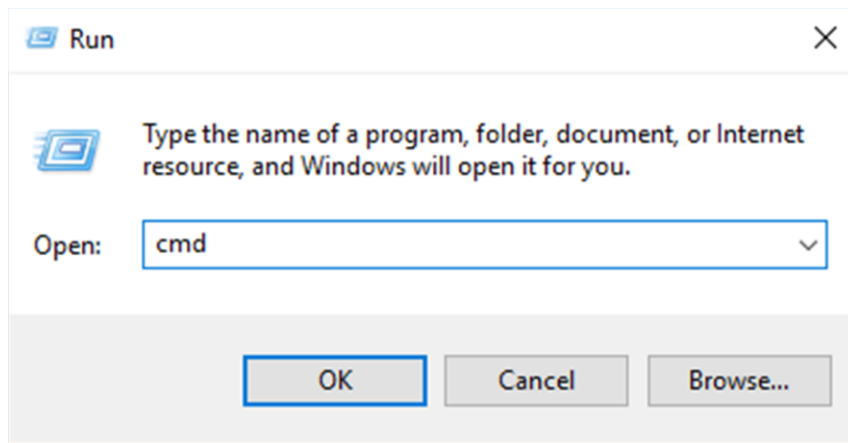 Run
Type the name of a program, folder, document, or Internet
resource, and Windows will open it for you.
Open: cmd
OK Cancel Browse...